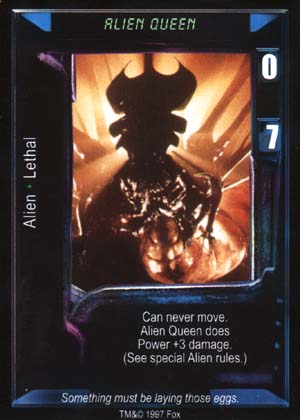 ALIEN QUEEN
0
7
Alien • Lethal
Can never move.
Alien Queen does
Power +3 damage.
(See special Alien rules.)
Something must be laying those eggs.
TM&© 1997 Fox